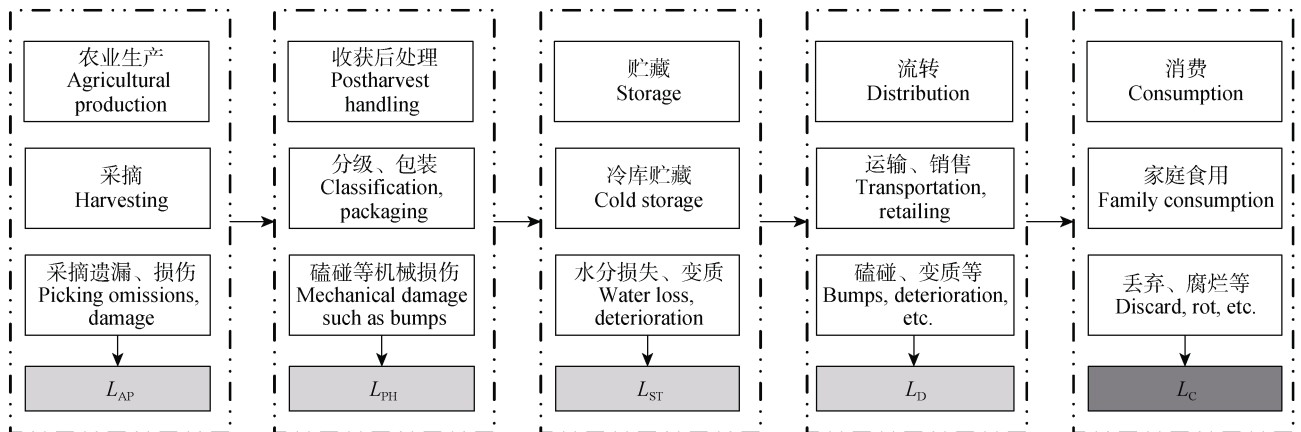 农业生产
Agricultural
production
采摘
Harvesting
采摘遗漏、损伤
Picking omissions,
damage
L_AP
收获后处理
Postharvest
handling
分级、包装
Classification,
packaging
磕碰等机械损伤
Mechanical damage
such as bumps
L_PH
贮藏
Storage
冷库贮藏
Cold storage
水分损失、变质
Water loss,
deterioration
L_ST
流转
Distribution
运输、销售
Transportation,
retailing
磕碰、变质等
Bumps, deterioration,
etc.
L_D
消费
Consumption
家庭食用
Family consumption
丢弃、腐烂等
Discard, rot, etc.
L_C